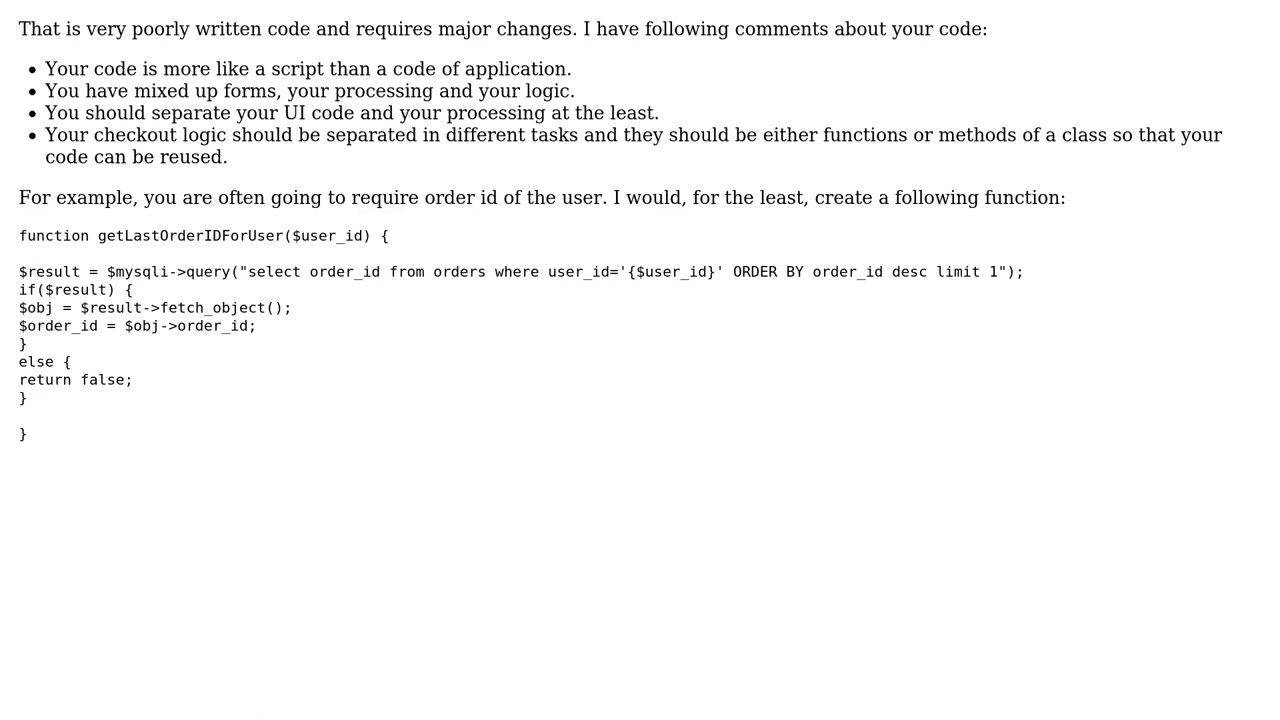 That is very poorly written code and requires major changes. I have following comments about your code:
• Your code is more like a script than a code of application.
• You have mixed up forms, your processing and your logic.
• You should separate your UI code and your processing at the least.
• Your checkout logic should be separated in different tasks and they should be either functions or methods of a class so that your
code can be reused.
For example, you are often going to require order id of the user. I would, for the least, create a following function:
function getLastOrderIDForUser($user_id) {
$result = $mysqli->query("select order_id from orders where user_id='{$user_id}' ORDER BY order_id desc limit 1");
if($result) {
$obj = $result->fetch_object();
$order_id = $obj->order_id;
}
else {
return false;
}
}